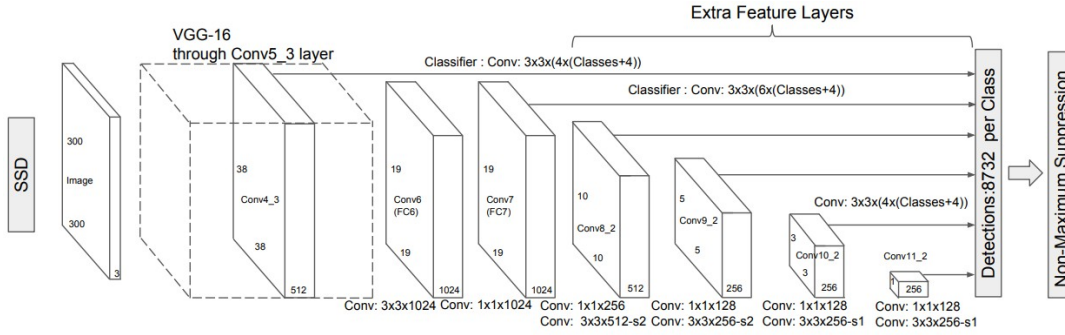 Extra Feature Layers
VGG-16
through Conv5_3 layer
Classifier : Conv: 3x3x(4x(Classes+4))
Classifier : Conv: 3x3x(6x(Classes+4))
SSD
300
Image
300
3
38
Conv4_3
38
512
19
Conv6
(FC6)
19
1024
19
Conv7
(FC7)
19
1024
10
Conv8_2
10
512
5
Conv9_2
5
256
Conv: 3x3x(4x(Classes+4))
3
Conv10_2
3
256
Conv11_2
1
256
Conv: 3x3x1024
Conv: 1x1x1024
Conv: 1x1x256
Conv: 3x3x512-s2
Conv: 1x1x128
Conv: 3x3x256-s2
Conv: 1x1x128
Conv: 3x3x256-s1
Conv: 1x1x128
Conv: 3x3x256-s1
Detections:8732 per Class
Non-Maximum Suppression